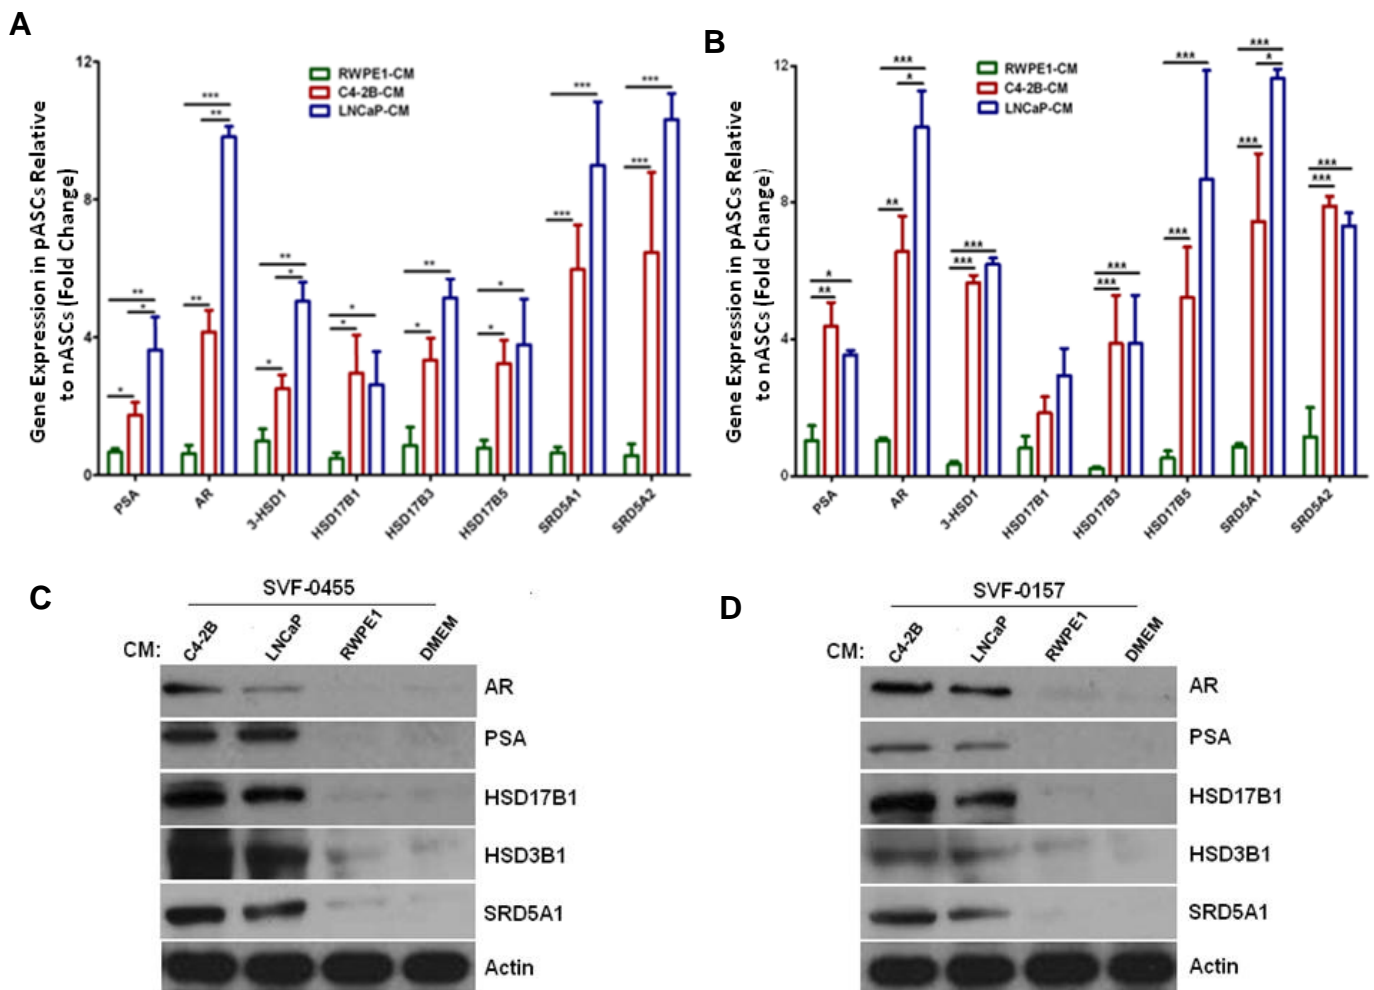 A
Gene Expression in pASCs Relative
to nASCs (Fold Change)
12
8
4
0
RWPE1-CM
C4-2B-CM
LNCaP-CM
***
**
**
*
*
**
**
*
*
*
*
**
*
*
*
***
***
***
***
PSA
AR
3-HSD1
HSD17B1
HSD17B3
HSD17B5
SRD5A1
SRD5A2
B
Gene Expression in pASCs Relative
to nASCs (Fold Change)
12
8
4
0
RWPE1-CM
C4-2B-CM
LNCaP-CM
*
**
***
*
**
***
***
***
***
***
***
***
*
***
***
***
PSA
AR
3-HSD1
HSD17B1
HSD17B3
HSD17B5
SRD5A1
SRD5A2
C
SVF-0455
CM:
C4-2B
LNCaP
RWPE1
DMEM
AR
PSA
HSD17B1
HSD3B1
SRD5A1
Actin
D
SVF-0157
CM:
C4-2B
LNCaP
RWPE1
DMEM
AR
PSA
HSD17B1
HSD3B1
SRD5A1
Actin